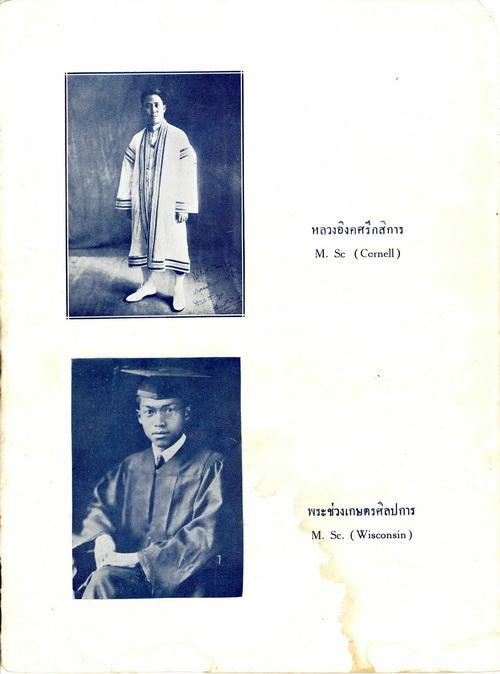 หลวงอิงคศรีกสิการ
M. Sc (Cornell)
พระช่วงเกษตรศิลปการ
M. Sc. (Wisconsin)